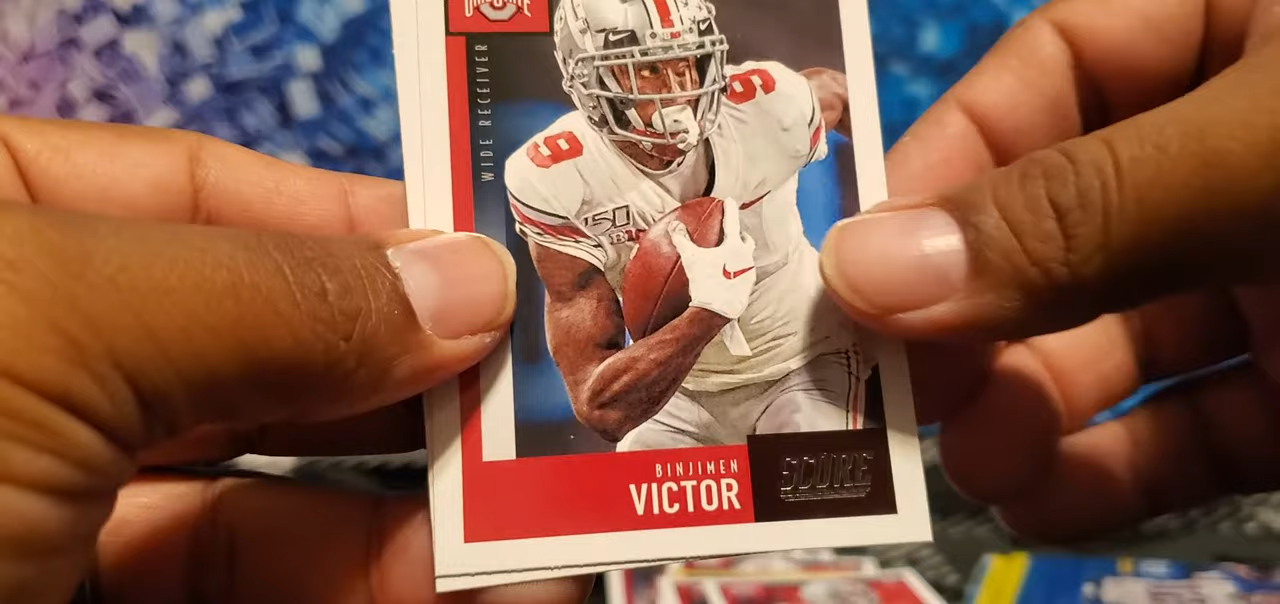 WIDE RECEIVER
9
9
150
BINJIMEN
VICTOR
SCORE